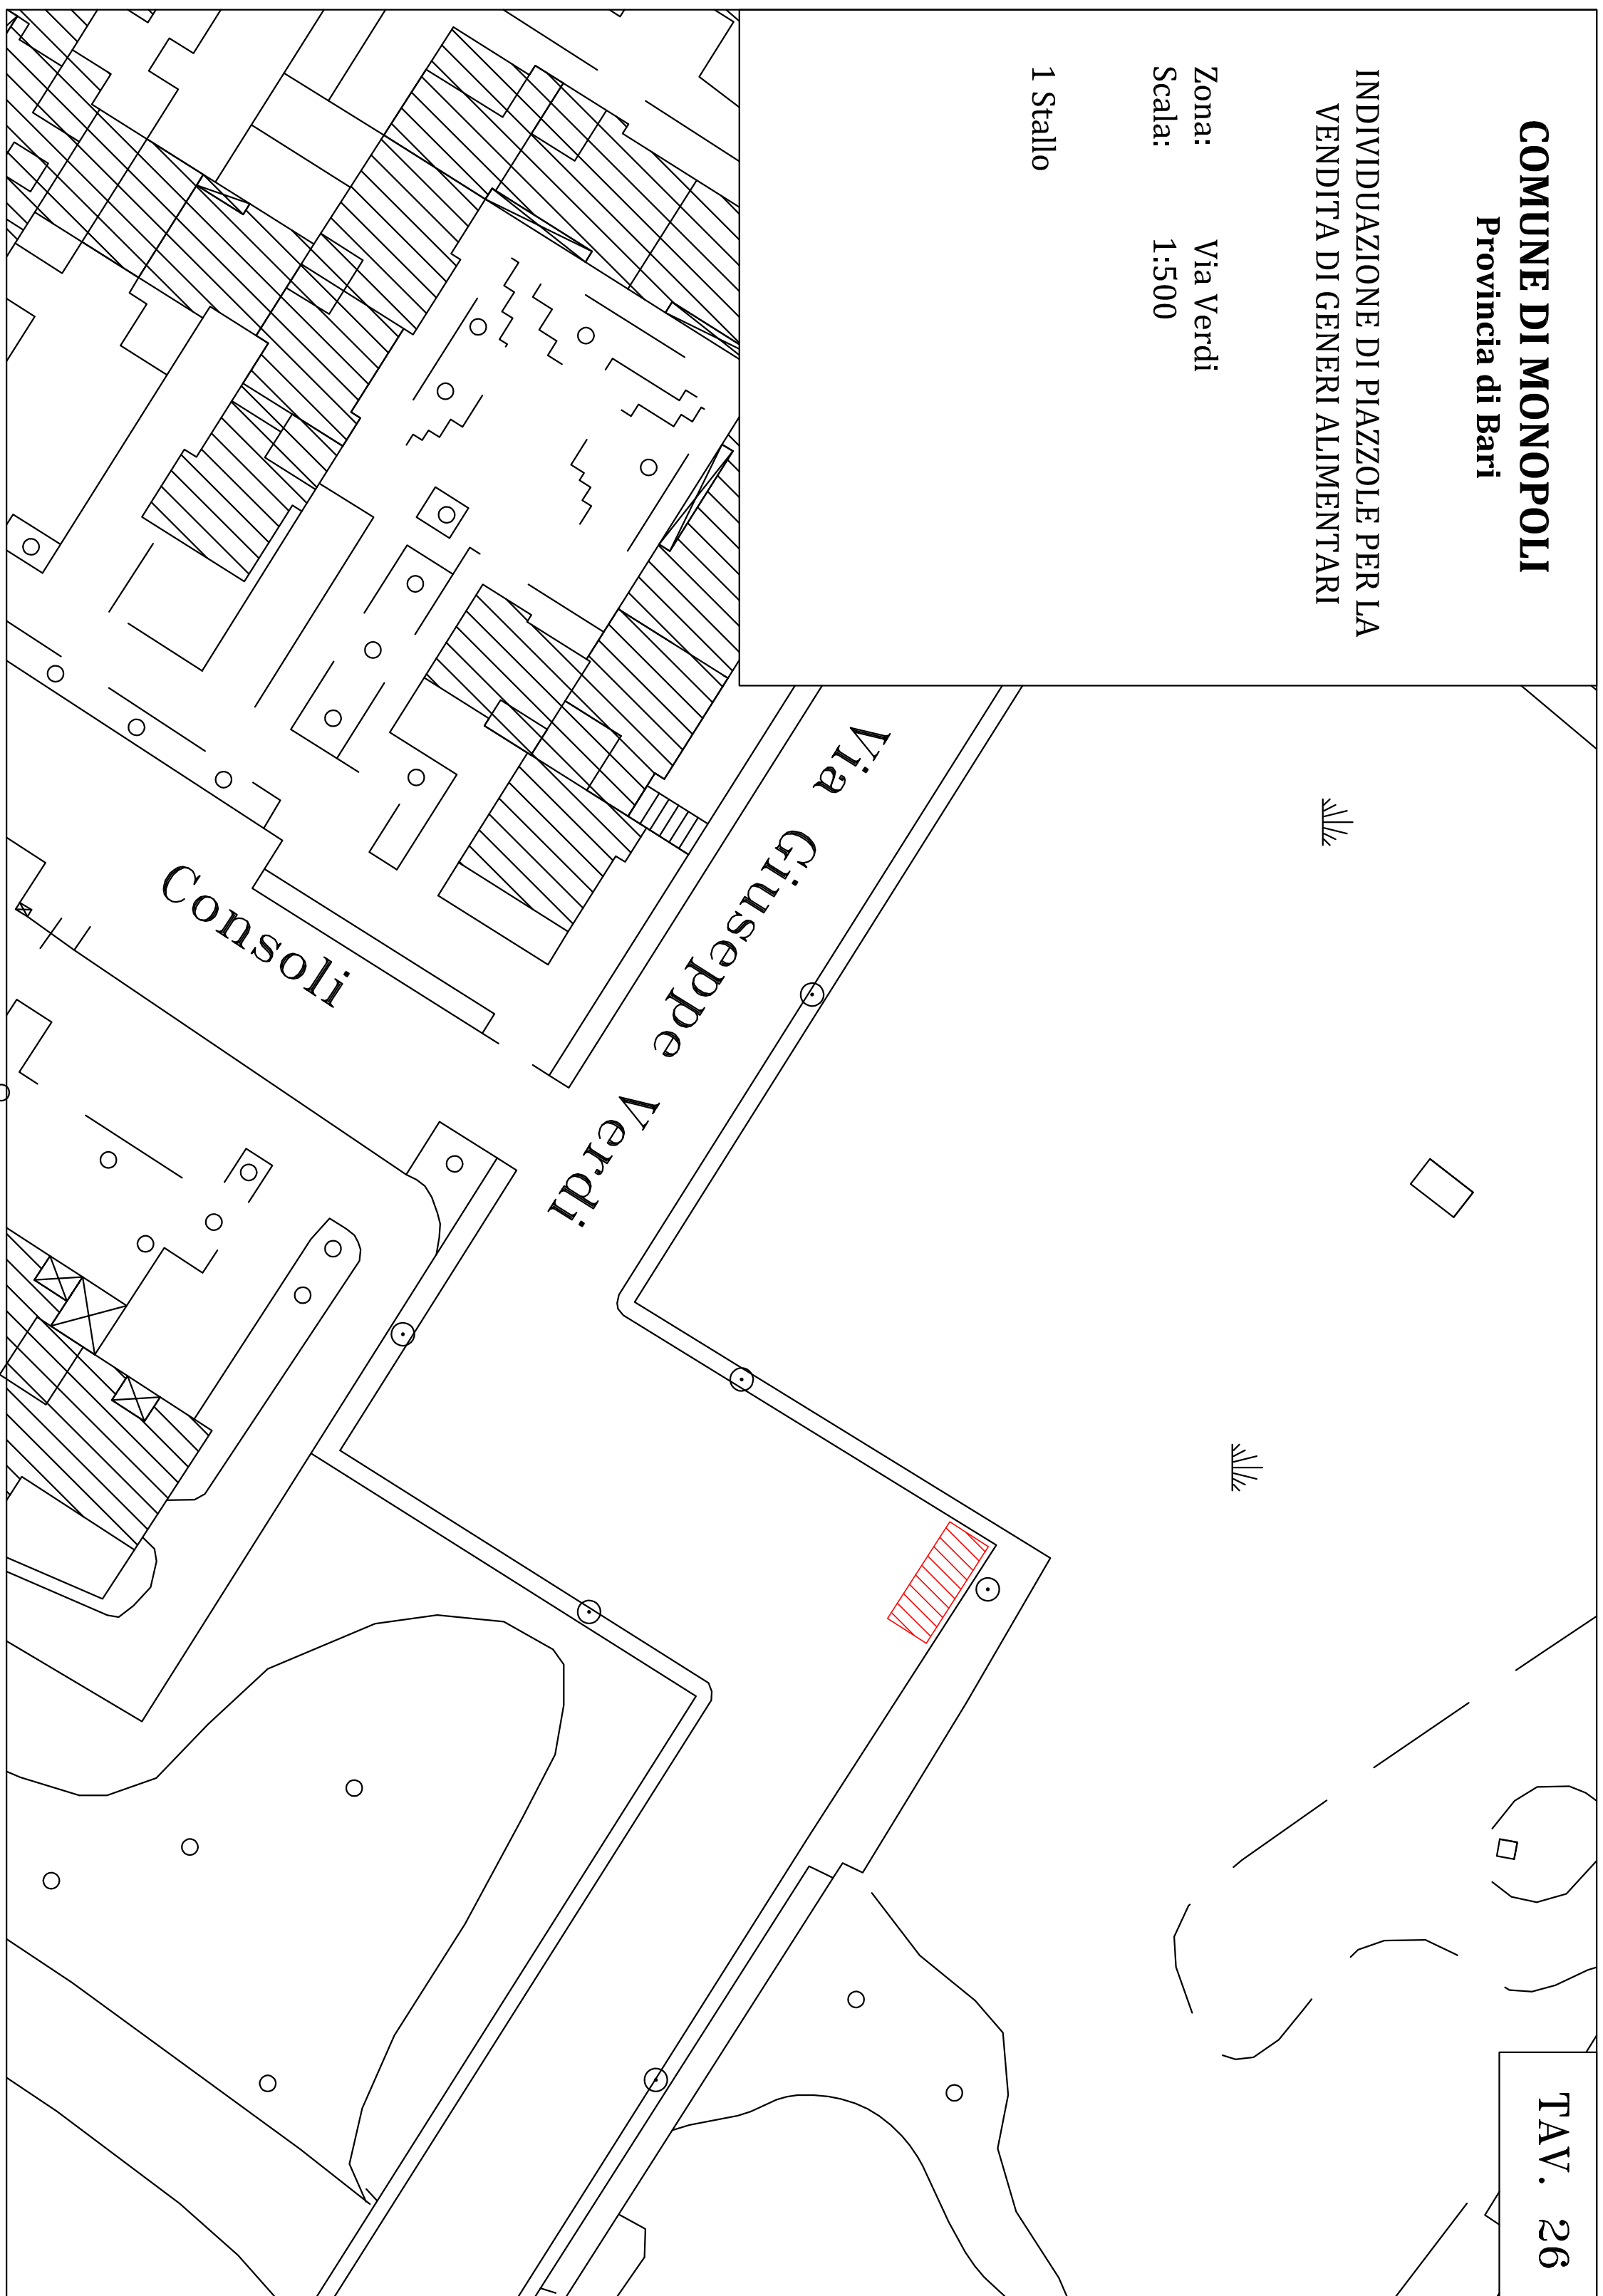 COMUNE DI MONOPOLI
Provincia di Bari
INDIVIDUAZIONE DI PIAZZOLE PER LA
VENDITA DI GENERI ALIMENTARI
Zona: Via Verdi
Scala: 1:500
1 Stallo
Via Giuseppe Verdi
Consoli
TAV. 26